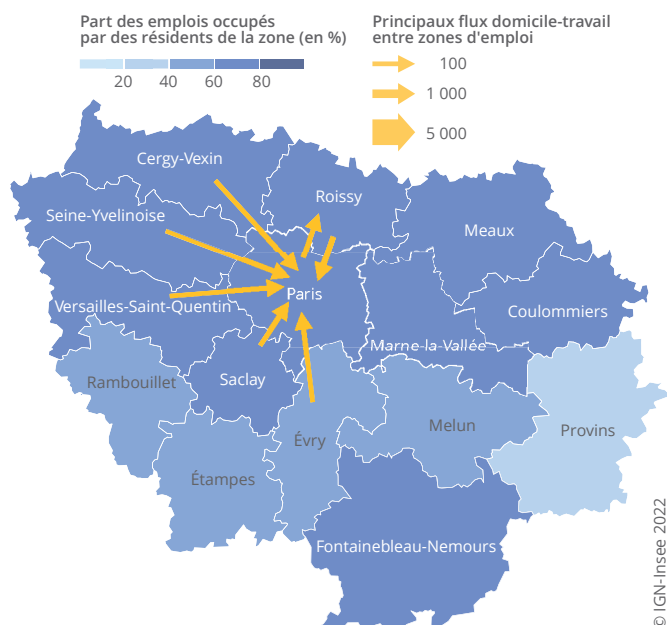 Part des emplois occupés
par des résidents de la zone (en %)
20 40 60 80
Principaux flux domicile-travail
entre zones d'emploi
100
1 000
5 000
Cergy-Vexin
Roissy
Seine-Yvelinoise
Meaux
Paris
Versailles-Saint-Quentin
Coulommiers
Marne-la-Vallée
Rambouillet
Saclay
Melun
Provins
Évry
Étampes
Fontainebleau-Nemours
© IGN-Insee 2022